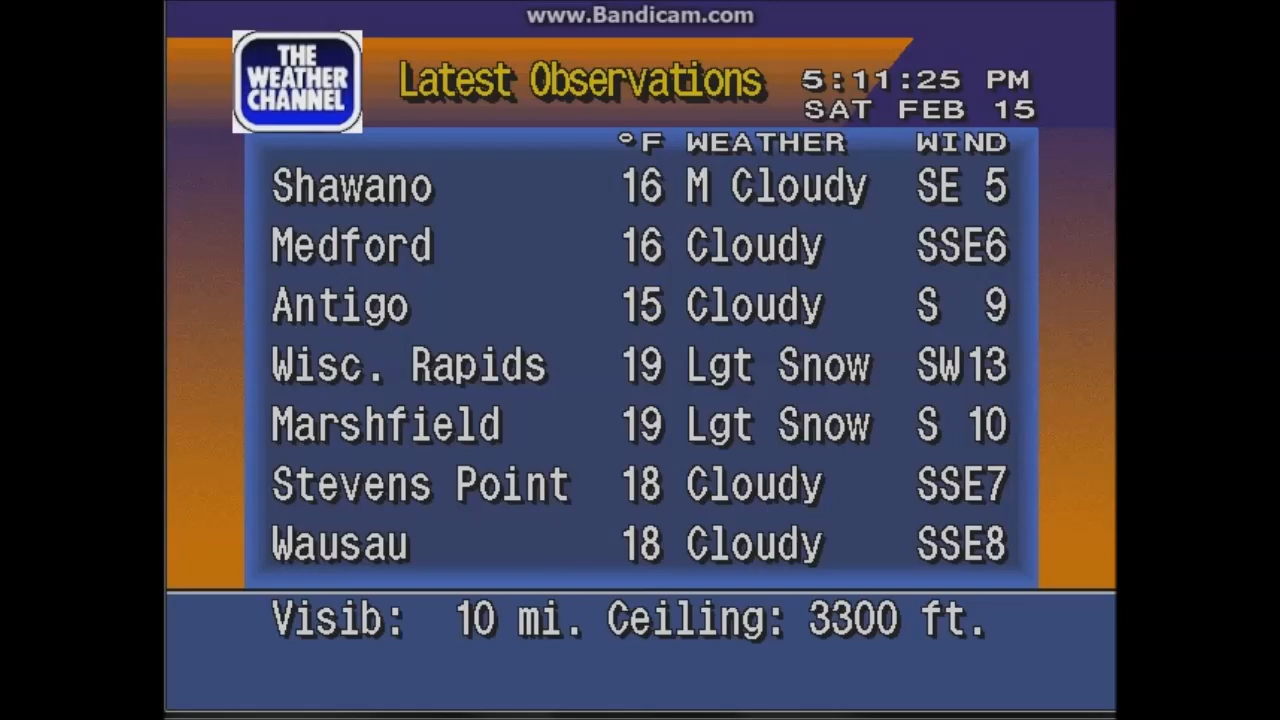 www.Bandicam.com
THE
WEATHER
CHANNEL
Latest Observations
5:11:25 PM
SAT FEB 15
°F WEATHER WIND
Shawano 16 M Cloudy SE 5
Medford 16 Cloudy SSE6
Antigo 15 Cloudy S 9
Wisc. Rapids 19 Lgt Snow SW13
Marshfield 19 Lgt Snow S 10
Stevens Point 18 Cloudy SSE7
Wausau 18 Cloudy SSE8
Visib: 10 mi. Ceiling: 3300 ft.